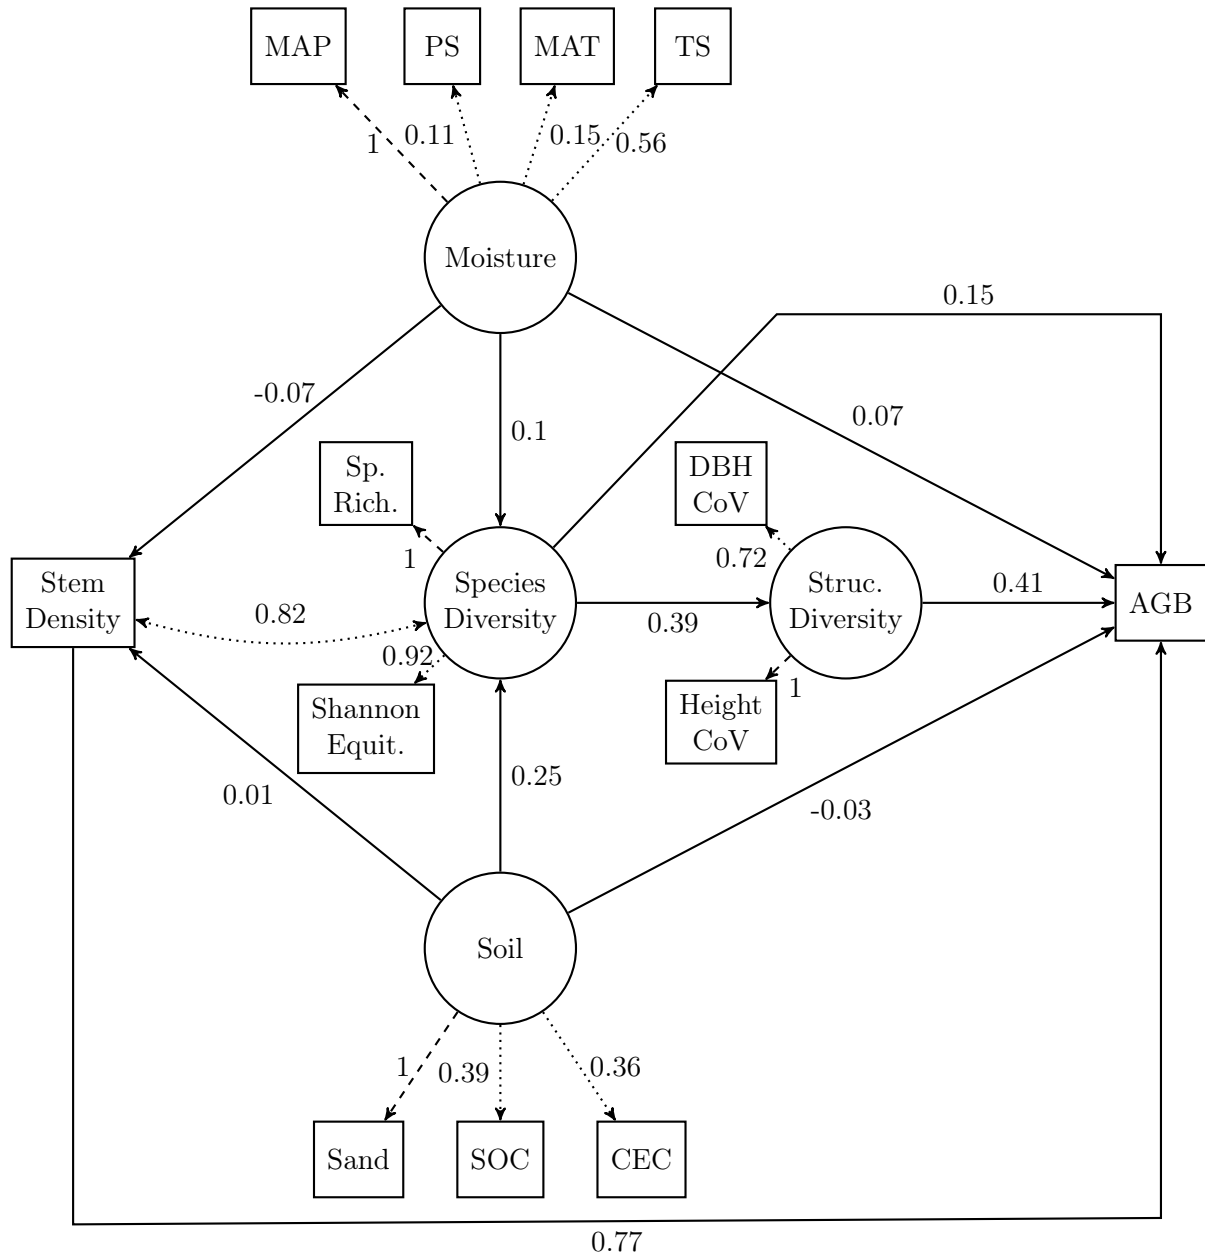 MAP
PS
MAT
TS
1
0.11
0.15
0.56
Moisture
0.15
-0.07
0.07
0.1
Sp.
Rich.
DBH
CoV
1
0.72
Stem
Density
0.82
Species
Diversity
0.39
Struc.
Diversity
0.41
AGB
0.92
Shannon
Equit.
1
Height
CoV
0.25
0.01
-0.03
Soil
1
0.39
0.36
Sand
SOC
CEC
0.77